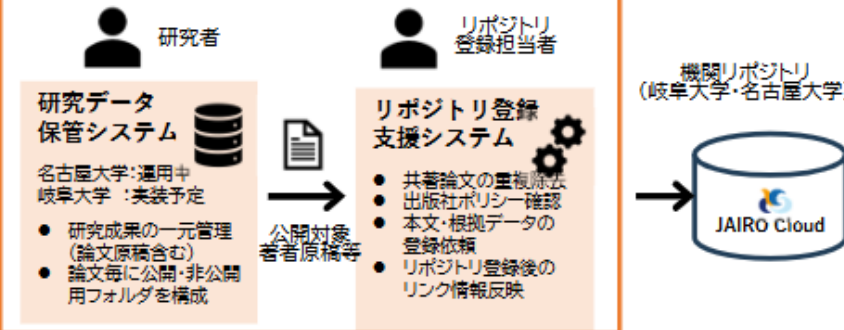 研究者
リポジトリ
登録担当者
研究データ
保管システム
名古屋大学：運用中
岐阜大学　：実装予定
● 研究成果の一元管理
（論文原稿含む）
● 論文毎に公開・非公開
用フォルダを構成
公開対象
著者原稿等
リポジトリ登録
支援システム
● 共著論文の重複除去
● 出版社ポリシー確認
● 本文・根拠データの
登録依頼
● リポジトリ登録後の
リンク情報反映
機関リポジトリ
（岐阜大学・名古屋大学）
JAIRO Cloud